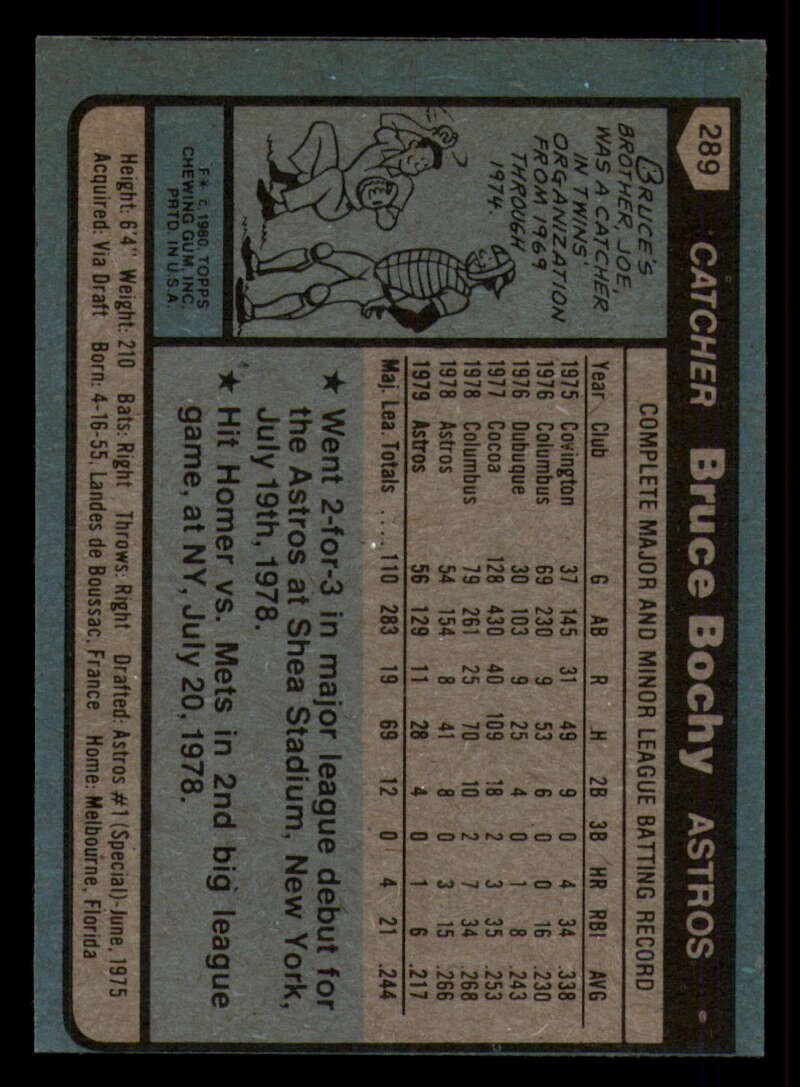 289
CATCHER Bruce Bochy ASTROS
BRUCE'S
BROTHER, JOE,
WAS A CATCHER
IN TWINS'
ORGANIZATION
FROM 1969
THROUGH
1974.
F* © 1980 TOPPS
CHEWING GUM, INC.
PRTD. IN U.S.A.
COMPLETE MAJOR AND MINOR LEAGUE BATTING RECORD
Year Club G AB R H 2B 3B HR RBI AVG
1975 Covington 37 145 31 49 9 0 4 34 .338
1976 Columbus 69 230 9 53 6 0 0 16 .230
1976 Dubuque 30 103 9 25 4 0 1 8 .243
1977 Cocoa 128 430 40 109 18 2 3 35 .253
1978 Columbus 79 261 25 70 10 2 7 34 .268
1978 Astros 54 154 8 41 8 0 3 15 .266
1979 Astros 56 129 11 28 4 0 1 6 .217
Maj. Lea. Totals .... 110 283 19 69 12 0 4 21 .244
★ Went 2-for-3 in major league debut for
the Astros at Shea Stadium, New York,
July 19th, 1978.
★ Hit Homer vs. Mets in 2nd big league
game, at NY, July 20, 1978.
Height: 6'4" Weight: 210 Bats: Right Throws: Right Drafted: Astros #1 (Special)-June, 1975
Acquired: Via Draft Born: 4-16-55, Landes de Boussac, France Home: Melbourne, Florida